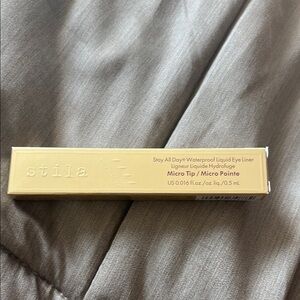 stila
Stay All Day® Waterproof Liquid Eye Liner
Ligneur Liquide Hydrofuge
Micro Tip / Micro Pointe
US 0.016 fl.oz./oz. liq./0.5 ml